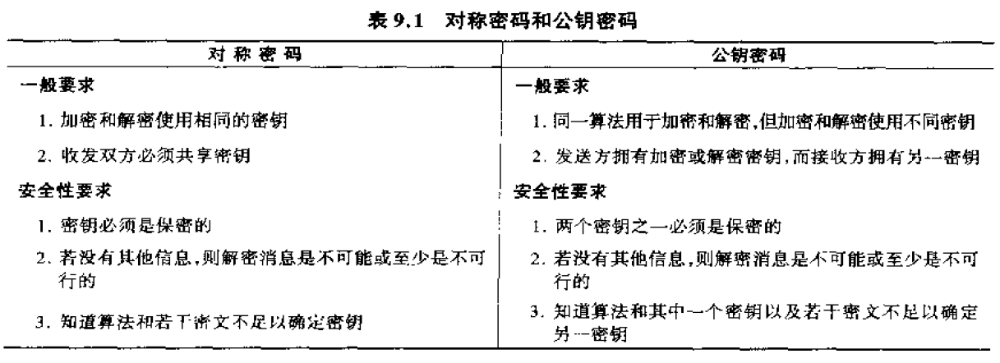 表 9.1 对称密码和公钥密码
对称密码
公钥密码
一般要求
1. 加密和解密使用相同的密钥
2. 收发双方必须共享密钥
安全性要求
1. 密钥必须是保密的
2. 若没有其他信息,则解密消息是不可能或至少是不可
行的
3. 知道算法和若干密文不足以确定密钥
一般要求
1. 同一算法用于加密和解密,但加密和解密使用不同密钥
2. 发送方拥有加密或解密密钥,而接收方拥有另一密钥
安全性要求
1. 两个密钥之一必须是保密的
2. 若没有其他信息,则解密消息是不可能或至少是不可
行的
3. 知道算法和其中一个密钥以及若干密文不足以确定
另一密钥